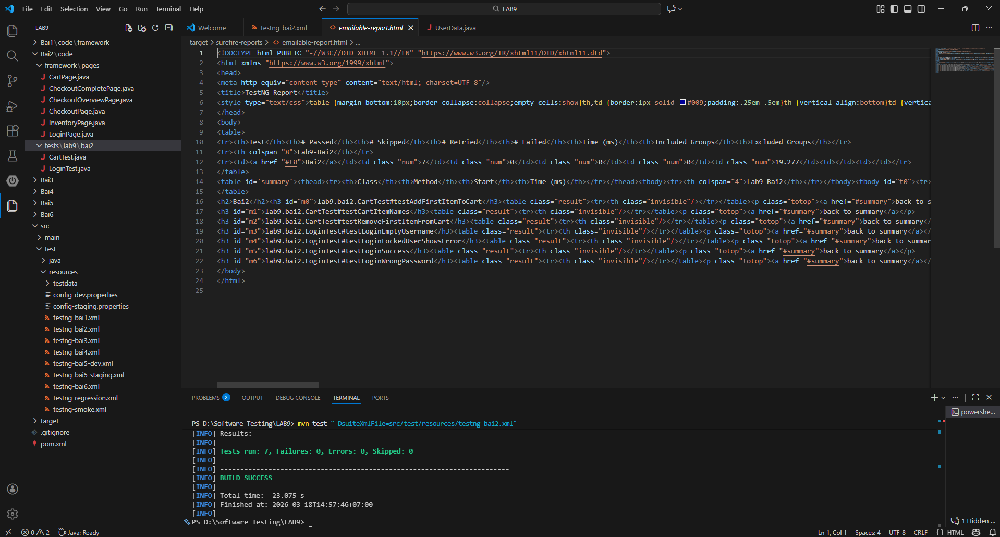 File Edit Selection View Go Run Terminal Help
LAB9
LAB9
Bai1\code\framework
Bai2\code
framework\pages
CartPage.java
CheckoutCompletePage.java
CheckoutOverviewPage.java
CheckoutPage.java
InventoryPage.java
LoginPage.java
tests\lab9\bai2
CartTest.java
LoginTest.java
Bai3
Bai4
Bai5
Bai6
src
main
test
java
resources
testdata
config-dev.properties
config-staging.properties
testng-bai1.xml
testng-bai2.xml
testng-bai3.xml
testng-bai4.xml
testng-bai5-dev.xml
testng-bai5-staging.xml
testng-bai6.xml
testng-regression.xml
testng-smoke.xml
target
.gitignore
pom.xml
Welcome testng-bai2.xml emailable-report.html UserData.java
target > surefire-reports > emailable-report.html > ...
1 <!DOCTYPE html PUBLIC "-//W3C//DTD XHTML 1.1//EN" "https://www.w3.org/TR/xhtml11/DTD/xhtml11.dtd">
2 <html xmlns="https://www.w3.org/1999/xhtml">
3 <head>
4 <meta http-equiv="content-type" content="text/html; charset=UTF-8"/>
5 <title>TestNG Report</title>
6 <style type="text/css">table {margin-bottom:10px;border-collapse:collapse;empty-cells:show}th,td {border:1px solid #009;padding:.25em .5em}th {vertical-align:bottom}td {vertica
7 </head>
8 <body>
9 <table>
10 <tr><th>Test</th><th># Passed</th><th># Skipped</th><th># Retried</th><th># Failed</th><th>Time (ms)</th><th>Included Groups</th><th>Excluded Groups</th></tr>
11 <tr><th colspan="8">Lab9-Bai2</th></tr>
12 <tr><td><a href="#t0">Bai2</a></td><td class="num">7</td><td class="num">0</td><td class="num">0</td><td class="num">0</td><td class="num">19.277</td><td></td><td></td></tr>
13 </table>
14 <table id='summary'><thead><tr><th>Class</th><th>Method</th><th>Start</th><th>Time (ms)</th></tr></thead><tbody><tr><th colspan="4">Lab9-Bai2</th></tr></tbody><tbody id="t0"><tr>
15 </table>
16 <h2>Bai2</h2><h3 id="m0">lab9.bai2.CartTest#testAddFirstItemToCart</h3><table class="result"><tr><th class="invisible"/></tr></table><p class="totop"><a href="#summary">back to s
17 <h3 id="m1">lab9.bai2.CartTest#testCartItemNames</h3><table class="result"><tr><th class="invisible"/></tr></table><p class="totop"><a href="#summary">back to summary</a></p>
18 <h3 id="m2">lab9.bai2.CartTest#testRemoveFirstItemFromCart</h3><table class="result"><tr><th class="invisible"/></tr></table><p class="totop"><a href="#summary">back to summary</
19 <h3 id="m3">lab9.bai2.LoginTest#testLoginEmptyUsername</h3><table class="result"><tr><th class="invisible"/></tr></table><p class="totop"><a href="#summary">back to summary</a></
20 <h3 id="m4">lab9.bai2.LoginTest#testLoginLockedUserShowsError</h3><table class="result"><tr><th class="invisible"/></tr></table><p class="totop"><a href="#summary">back to summar
21 <h3 id="m5">lab9.bai2.LoginTest#testLoginSuccess</h3><table class="result"><tr><th class="invisible"/></tr></table><p class="totop"><a href="#summary">back to summary</a></p>
22 <h3 id="m6">lab9.bai2.LoginTest#testLoginWrongPassword</h3><table class="result"><tr><th class="invisible"/></tr></table><p class="totop"><a href="#summary">back to summary</a></
23 </body>
24 </html>
25
PROBLEMS 2 OUTPUT DEBUG CONSOLE TERMINAL PORTS
powershe...
PS D:\Software Testing\LAB9> mvn test "-DsuiteXmlFile=src/test/resources/testng-bai2.xml"
[INFO] Results:
[INFO]
[INFO] Tests run: 7, Failures: 0, Errors: 0, Skipped: 0
[INFO]
[INFO] ------------------------------------------------------------------------
[INFO] BUILD SUCCESS
[INFO] ------------------------------------------------------------------------
[INFO] Total time:  23.075 s
[INFO] Finished at: 2026-03-18T14:57:46+07:00
[INFO] ------------------------------------------------------------------------
PS D:\Software Testing\LAB9>
1 Hidden ...
0 2 Java: Ready Ln 1, Col 1 Spaces: 4 UTF-8 CRLF {} HTML